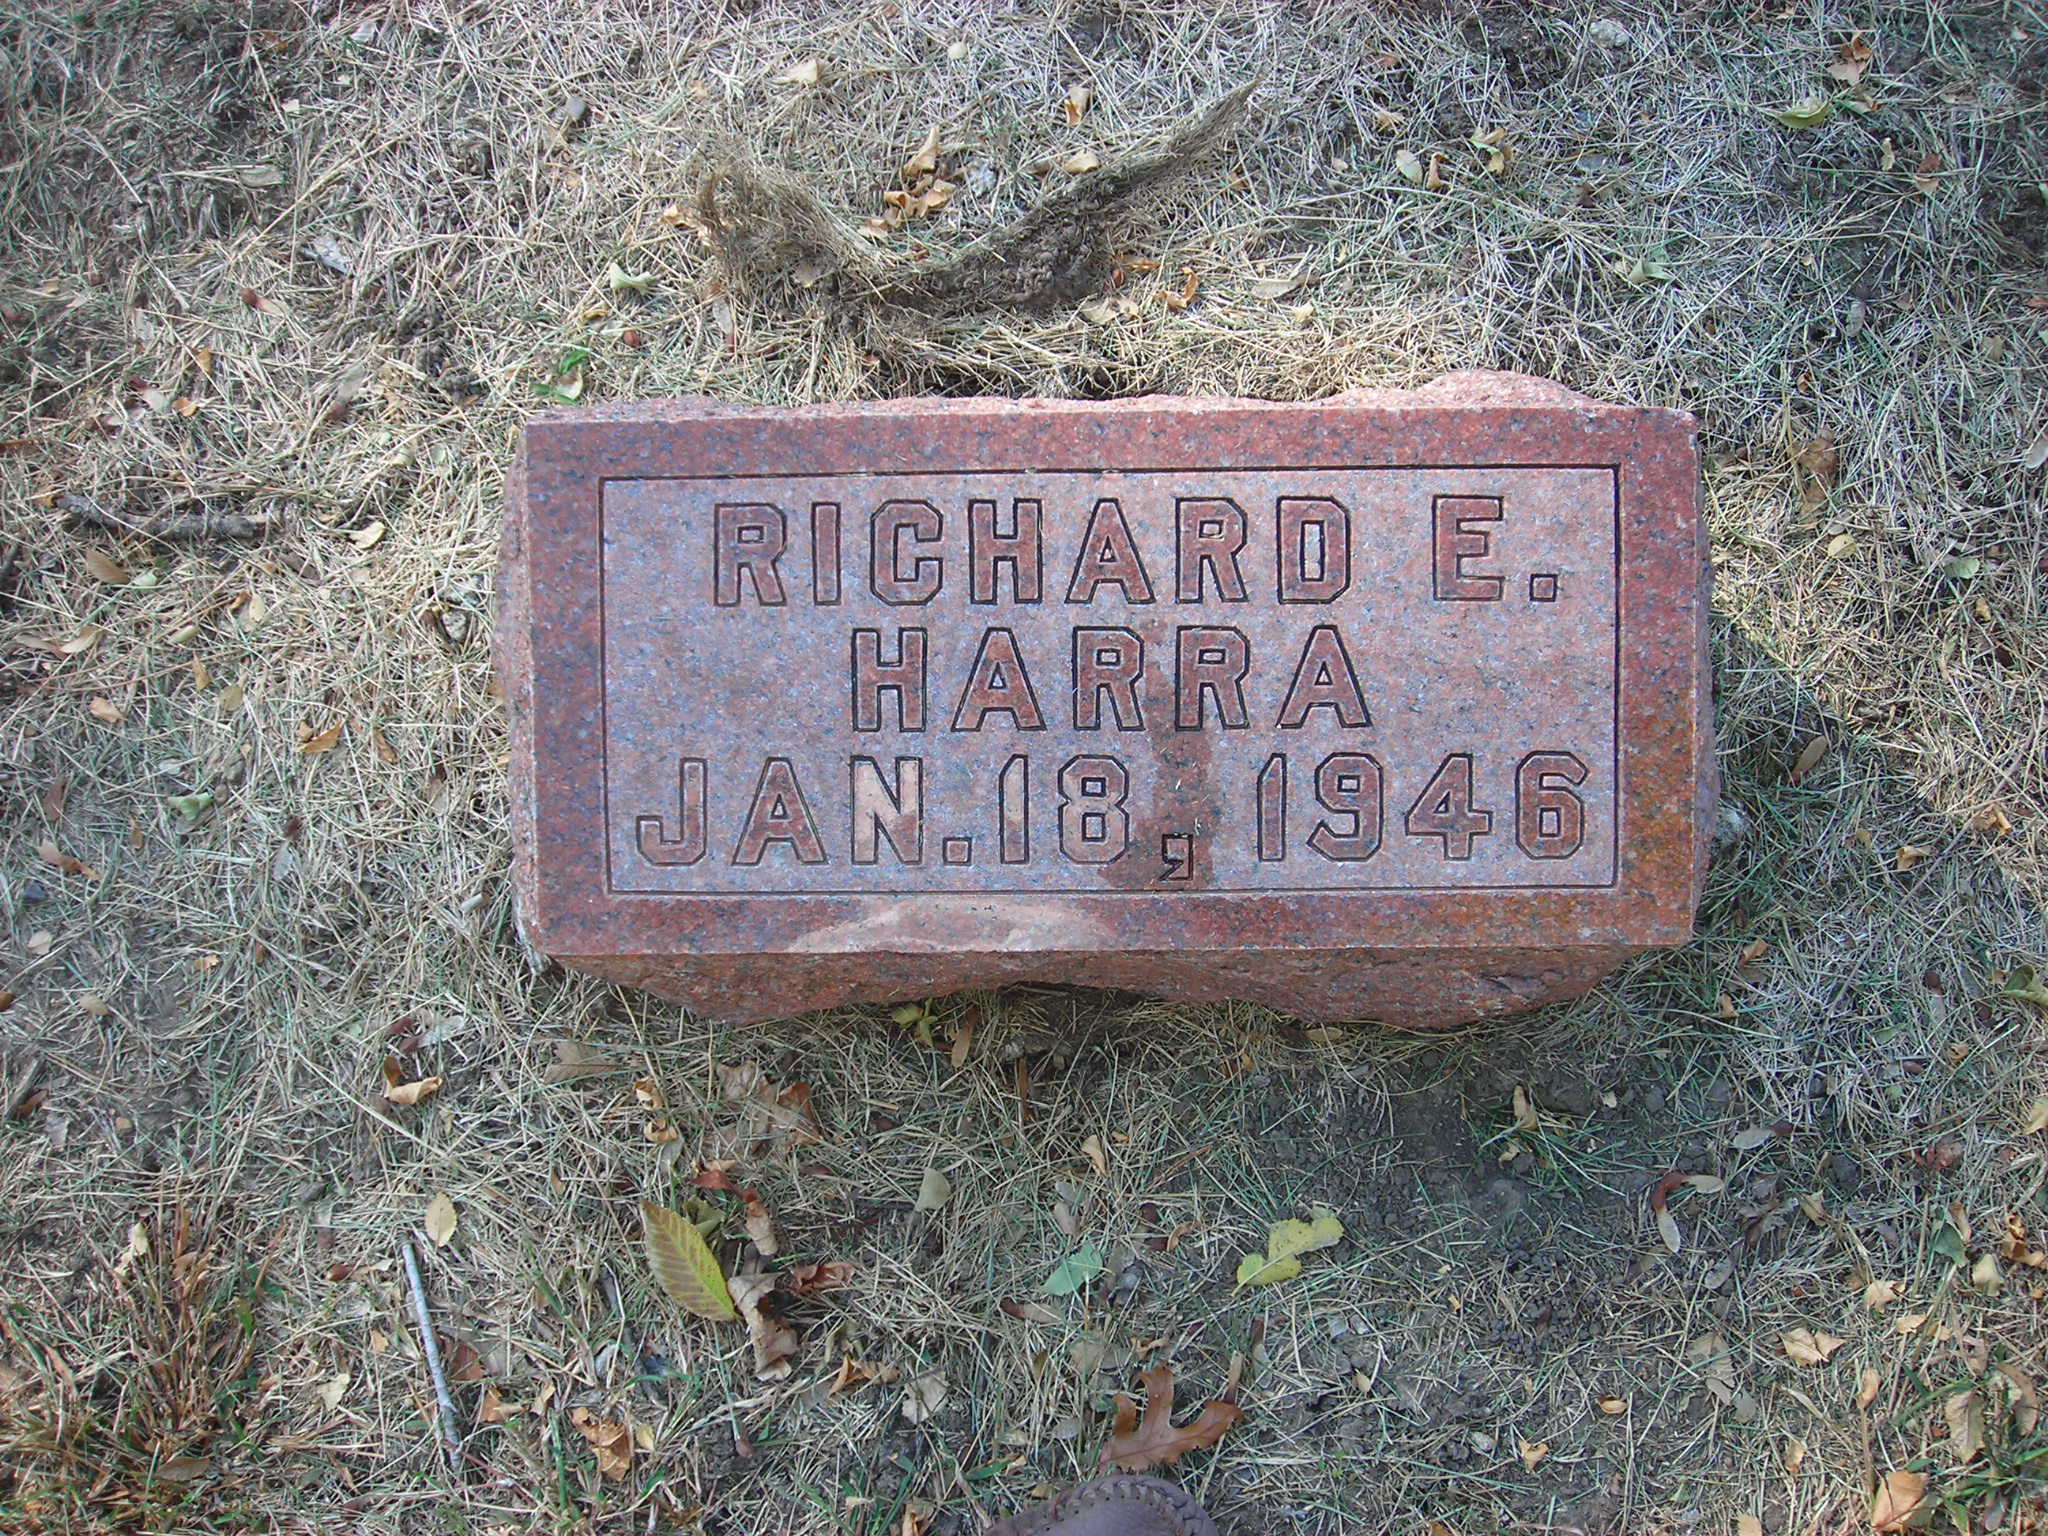 RICHARD E.
HARRA
JAN. 18, 1946